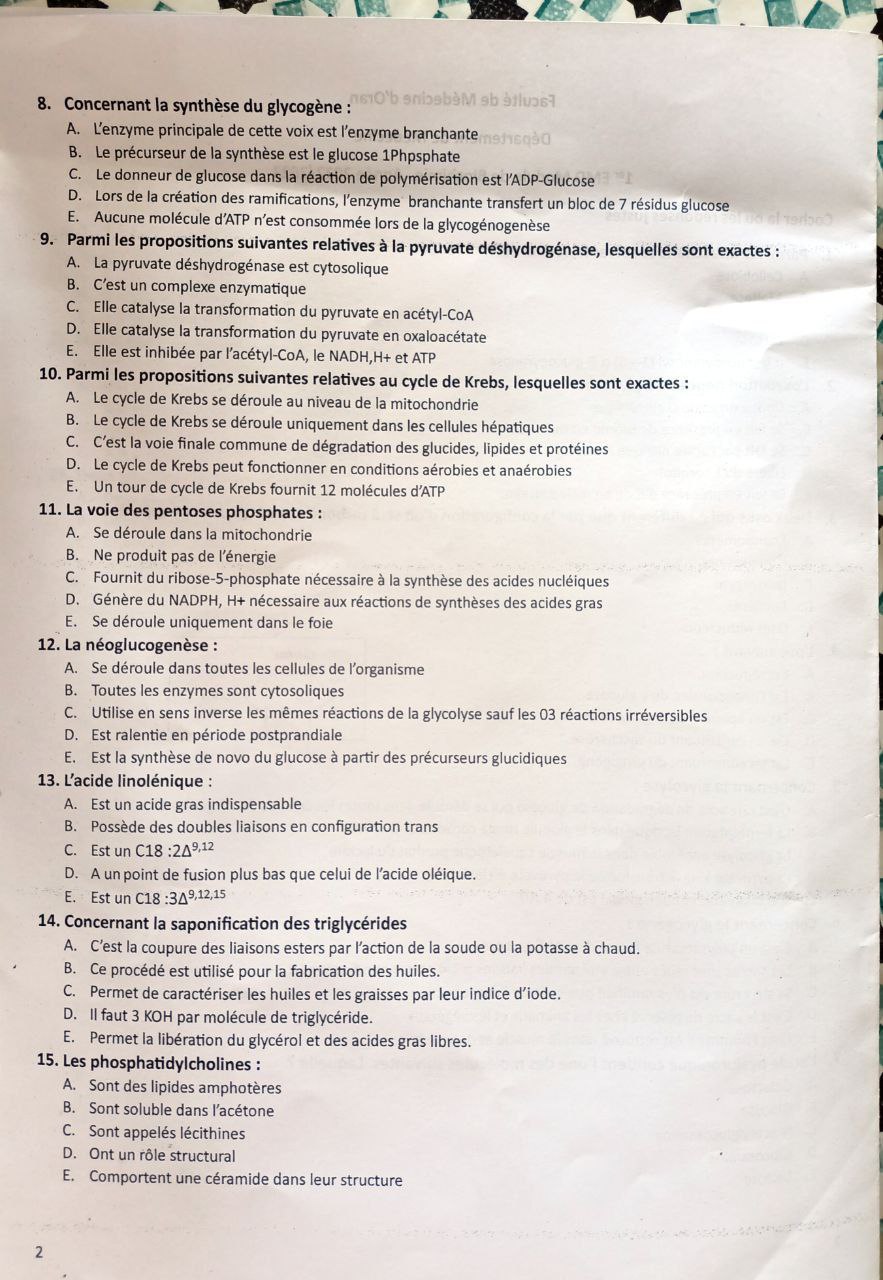 8. Concernant la synthèse du glycogène :
A. L'enzyme principale de cette voix est l'enzyme branchante
B. Le précurseur de la synthèse est le glucose 1Phpsphate
C. Le donneur de glucose dans la réaction de polymérisation est l'ADP-Glucose
D. Lors de la création des ramifications, l'enzyme branchante transfert un bloc de 7 résidus glucose
E. Aucune molécule d'ATP n'est consommée lors de la glycogénogenèse
9. Parmi les propositions suivantes relatives à la pyruvate déshydrogénase, lesquelles sont exactes :
A. La pyruvate déshydrogénase est cytosolique
B. C'est un complexe enzymatique
C. Elle catalyse la transformation du pyruvate en acétyl-CoA
D. Elle catalyse la transformation du pyruvate en oxaloacétate
E. Elle est inhibée par l'acétyl-CoA, le NADH,H+ et ATP
10. Parmi les propositions suivantes relatives au cycle de Krebs, lesquelles sont exactes :
A. Le cycle de Krebs se déroule au niveau de la mitochondrie
B. Le cycle de Krebs se déroule uniquement dans les cellules hépatiques
C. C'est la voie finale commune de dégradation des glucides, lipides et protéines
D. Le cycle de Krebs peut fonctionner en conditions aérobies et anaérobies
E. Un tour de cycle de Krebs fournit 12 molécules d'ATP
11. La voie des pentoses phosphates :
A. Se déroule dans la mitochondrie
B. Ne produit pas de l'énergie
C. Fournit du ribose-5-phosphate nécessaire à la synthèse des acides nucléiques
D. Génère du NADPH, H+ nécessaire aux réactions de synthèses des acides gras
E. Se déroule uniquement dans le foie
12. La néoglucogenèse :
A. Se déroule dans toutes les cellules de l'organisme
B. Toutes les enzymes sont cytosoliques
C. Utilise en sens inverse les mêmes réactions de la glycolyse sauf les 03 réactions irréversibles
D. Est ralentie en période postprandiale
E. Est la synthèse de novo du glucose à partir des précurseurs glucidiques
13. L'acide linolénique :
A. Est un acide gras indispensable
B. Possède des doubles liaisons en configuration trans
C. Est un C18 :2Δ9,12
D. A un point de fusion plus bas que celui de l'acide oléique.
E. Est un C18 :3Δ9,12,15
14. Concernant la saponification des triglycérides
A. C'est la coupure des liaisons esters par l'action de la soude ou la potasse à chaud.
B. Ce procédé est utilisé pour la fabrication des huiles.
C. Permet de caractériser les huiles et les graisses par leur indice d'iode.
D. Il faut 3 KOH par molécule de triglycéride.
E. Permet la libération du glycérol et des acides gras libres.
15. Les phosphatidylcholines :
A. Sont des lipides amphotères
B. Sont soluble dans l'acétone
C. Sont appelés lécithines
D. Ont un rôle structural
E. Comportent une céramide dans leur structure
2